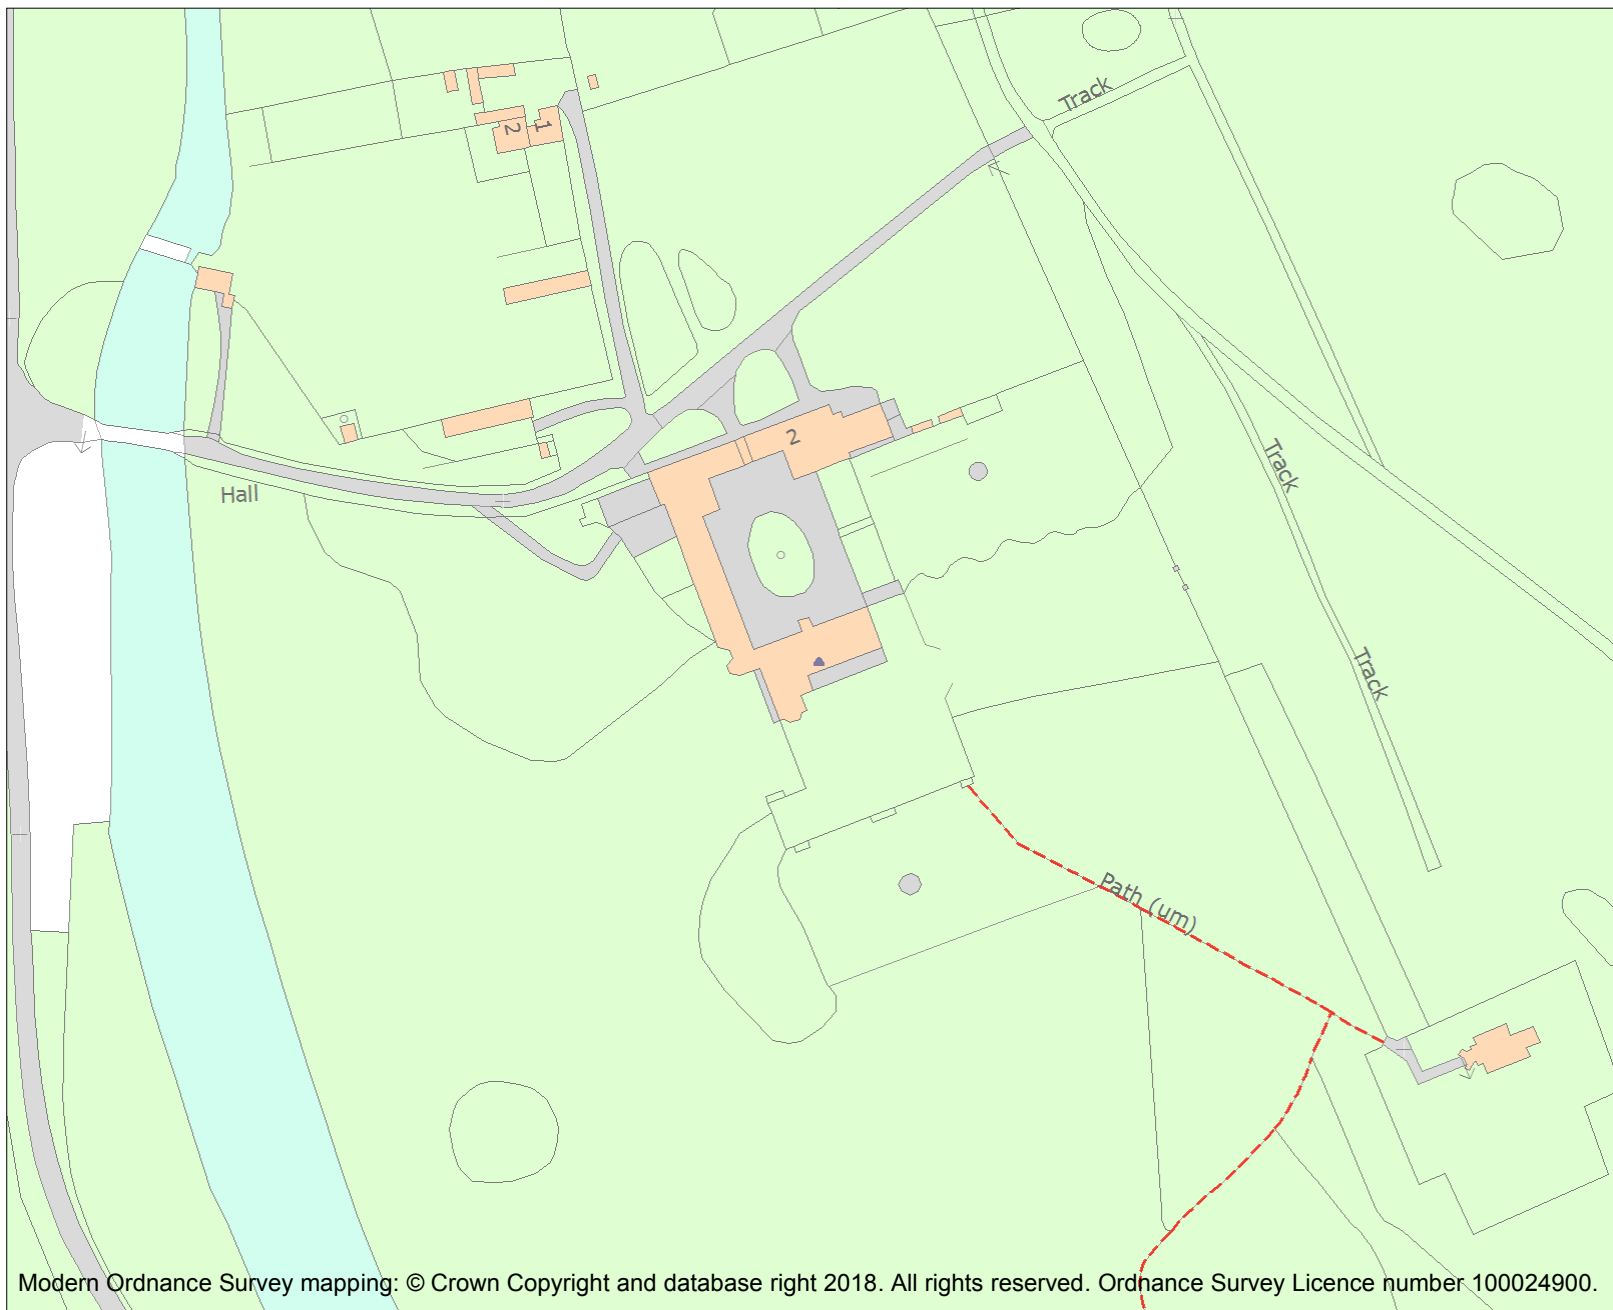 Track
2
1
2
Track
Hall
Track
Path (um)
Modern Ordnance Survey mapping: © Crown Copyright and database right 2018. All rights reserved. Ordnance Survey Licence number 100024900.